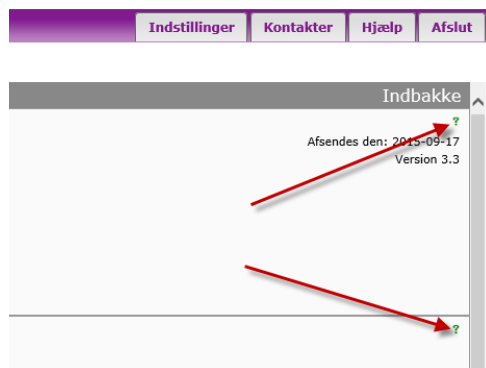 Indstillinger Kontakter Hjælp Afslut
Indbakke
?
Afsendes den: 2015-09-17
Version 3.3
?